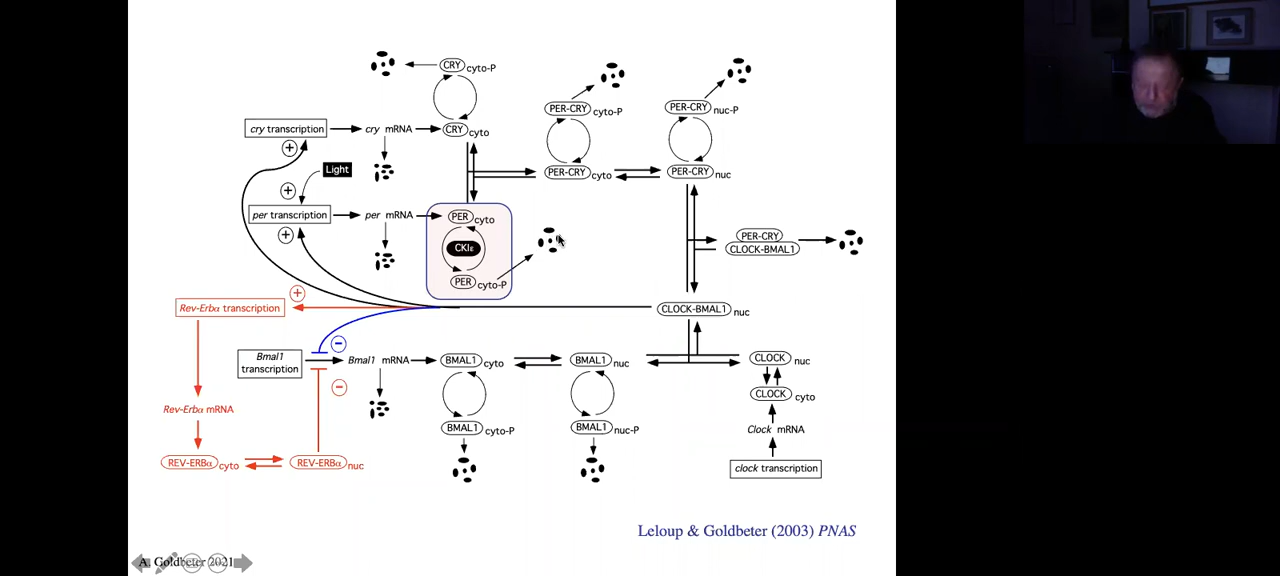 CRY cyto-P
cry transcription
cry mRNA
CRY cyto
PER-CRY cyto-P
PER-CRY nuc-P
+
Light
PER-CRY cyto
PER-CRY nuc
+
per transcription
per mRNA
PER cyto
+
CKIε
PER cyto-P
PER-CRY
CLOCK-BMAL1
Rev-Erbα transcription
+
CLOCK-BMAL1 nuc
−
Bmal1
transcription
Bmal1 mRNA
BMAL1 cyto
BMAL1 nuc
CLOCK nuc
−
CLOCK cyto
Rev-Erbα mRNA
BMAL1 cyto-P
BMAL1 nuc-P
Clock mRNA
REV-ERBα cyto
REV-ERBα nuc
clock transcription
Leloup & Goldbeter (2003) PNAS
A. Goldbeter 2021